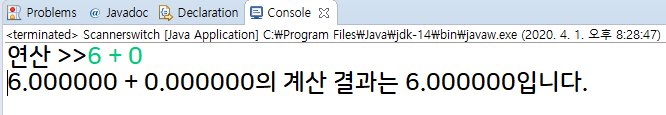 Problems @ Javadoc Declaration Console
<terminated> Scannerswitch [Java Application] C:₩Program Files₩Java₩jdk-14₩bin₩javaw.exe (2020. 4. 1. 오후 8:28:47)
연산 >>6 + 0
6.000000 + 0.000000의 계산 결과는 6.000000입니다.